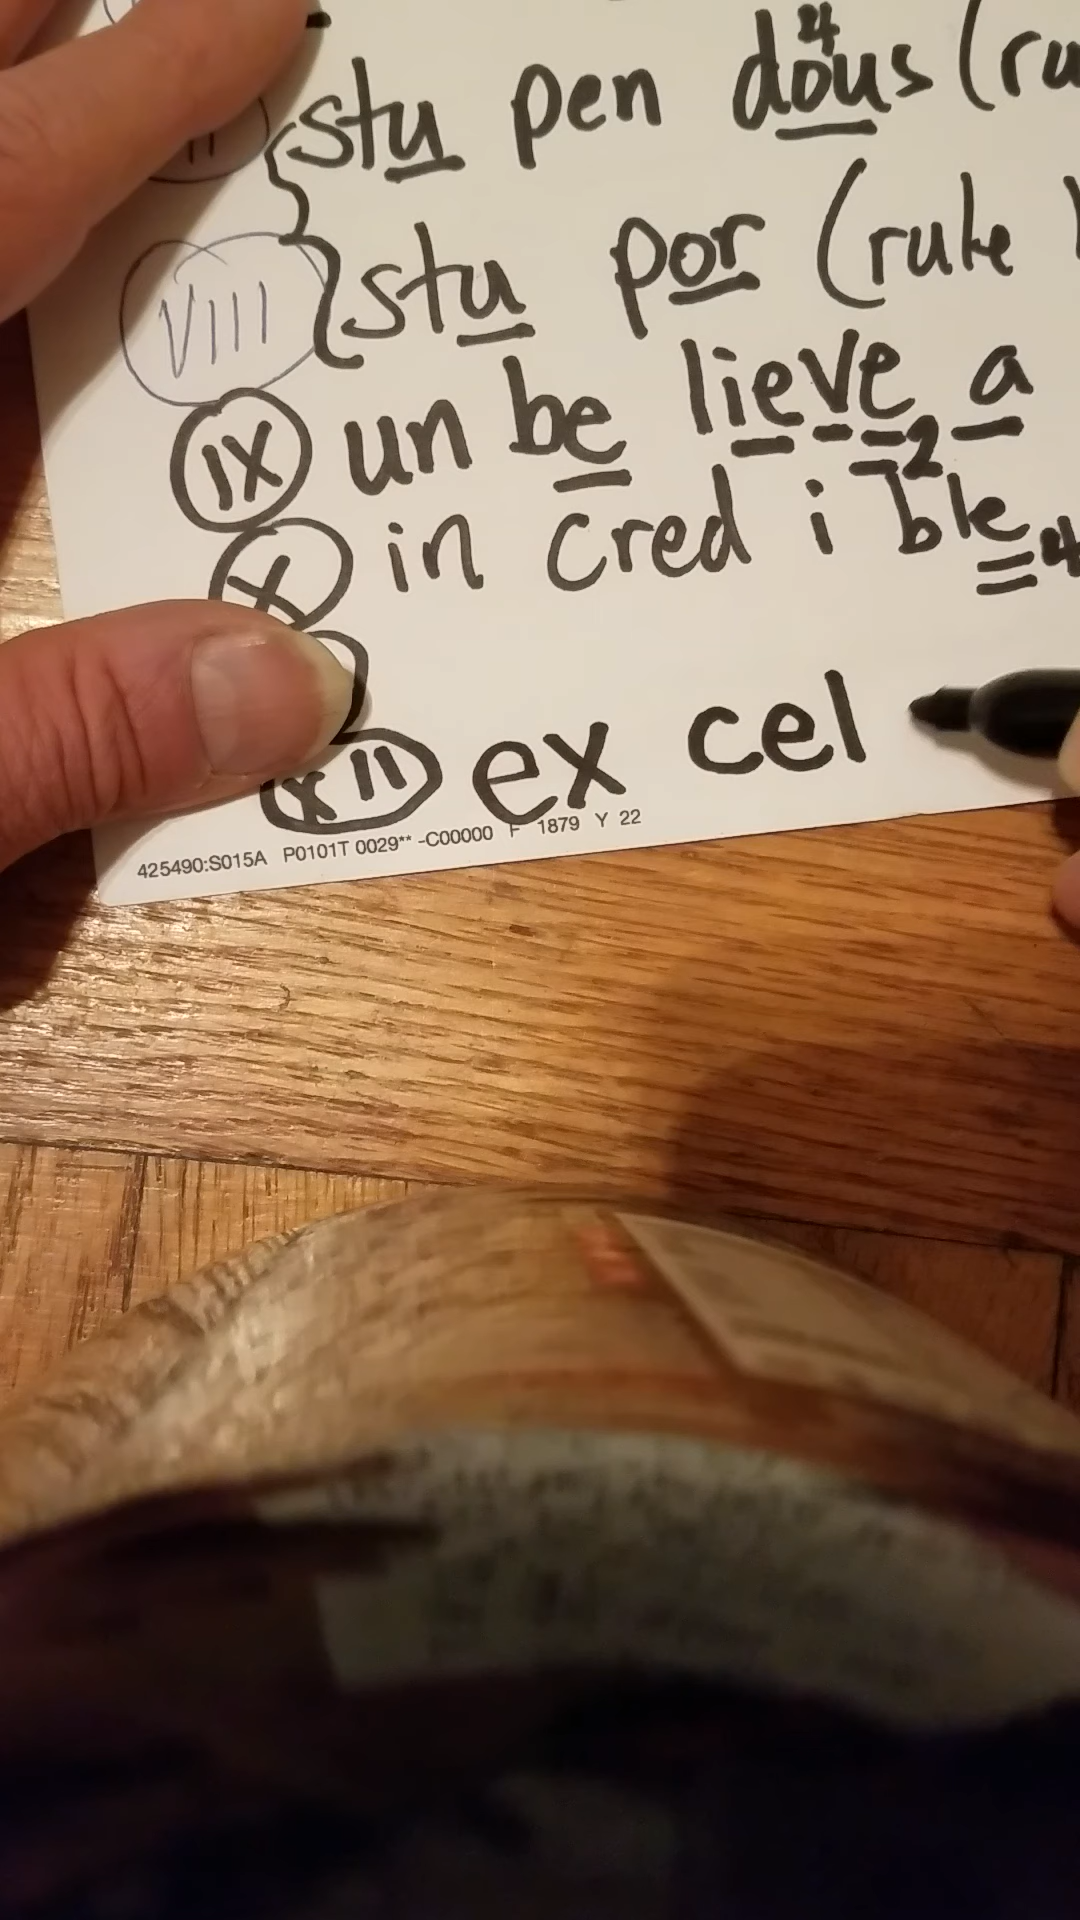 stu pen dous (ru
VIII stu por (rule
IX un be lieve 2 a
X in cred i ble 4
XII ex cel
425490:S015A P0101T 0029** -C00000 F 1879 Y 22